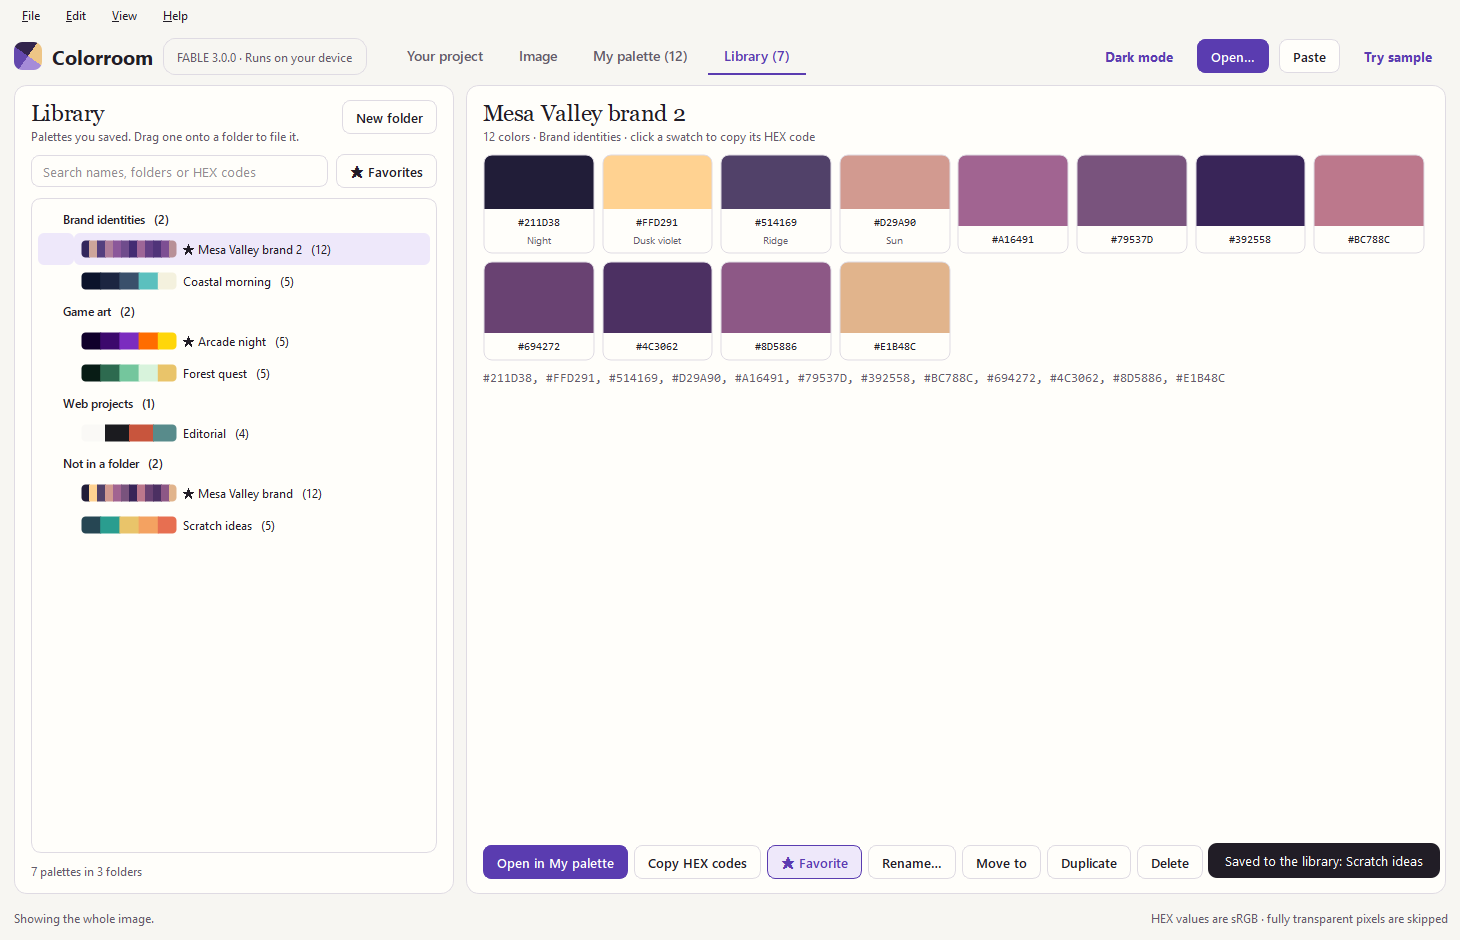 File Edit View Help
Colorroom FABLE 3.0.0 · Runs on your device Your project Image My palette (12) Library (7) Dark mode Open... Paste Try sample
Library New folder
Palettes you saved. Drag one onto a folder to file it.
Search names, folders or HEX codes ★ Favorites
Brand identities (2)
★ Mesa Valley brand 2 (12)
Coastal morning (5)
Game art (2)
★ Arcade night (5)
Forest quest (5)
Web projects (1)
Editorial (4)
Not in a folder (2)
★ Mesa Valley brand (12)
Scratch ideas (5)
7 palettes in 3 folders
Mesa Valley brand 2
12 colors · Brand identities · click a swatch to copy its HEX code
#211D38 #FFD291 #514169 #D29A90 #A16491 #79537D #392558 #BC788C
Night Dusk violet Ridge Sun
#694272 #4C3062 #8D5886 #E1B48C
#211D38, #FFD291, #514169, #D29A90, #A16491, #79537D, #392558, #BC788C, #694272, #4C3062, #8D5886, #E1B48C
Open in My palette Copy HEX codes ★ Favorite Rename... Move to Duplicate Delete Saved to the library: Scratch ideas
Showing the whole image. HEX values are sRGB · fully transparent pixels are skipped